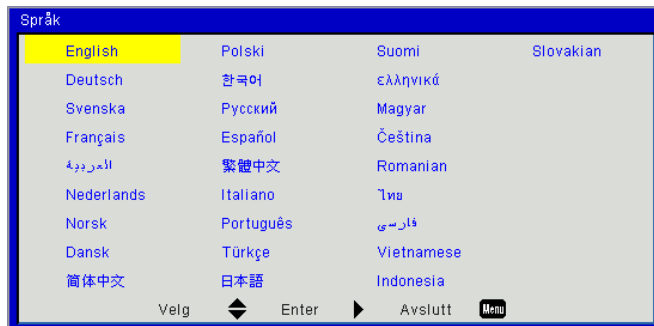 Språk
English Polski Suomi Slovakian
Deutsch 한국어 ελληνικά
Svenska Русский Magyar
Français Español Čeština
العربية 繁體中文 Romanian
Nederlands Italiano ไทย
Norsk Português فارسی
Dansk Türkçe Vietnamese
简体中文 日本語 Indonesia
Velg Enter Avslutt Menu